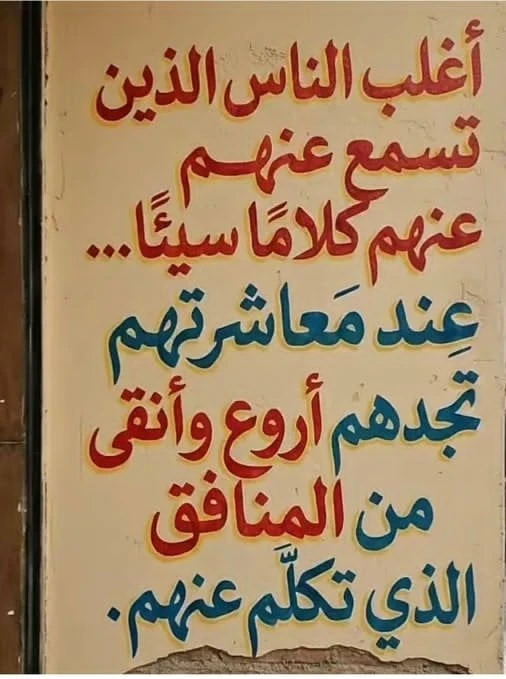 أغلب الناس الذين
تسمع عنهم
عنهم كلامًا سيئًا...
عِند مَعاشرتهم
تجدهم أروع وأنقى
من المنافق
الذي تكلَّم عنهم.